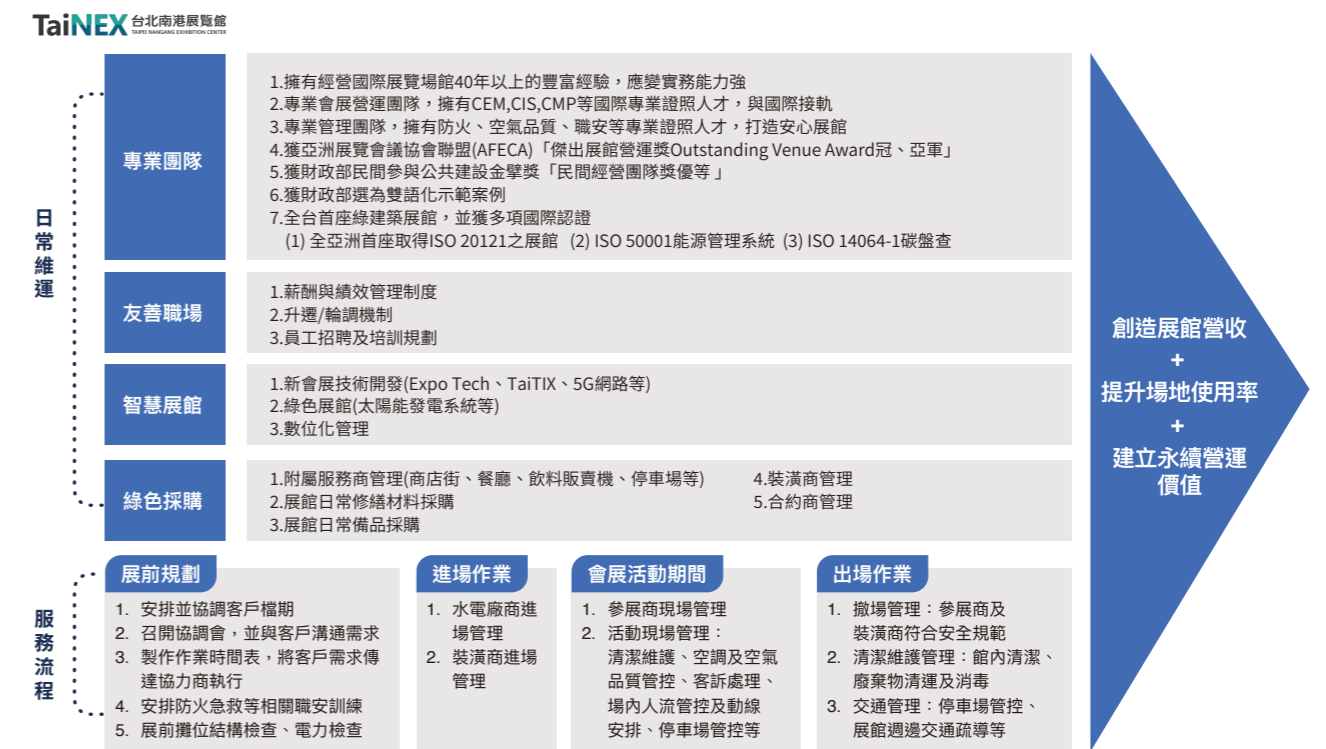 TaiNEX 台北南港展覽館
TAIPEI NANGANG EXHIBITION CENTER
日常維運
專業團隊
1.擁有經營國際展覽場館40年以上的豐富經驗，應變實務能力強
2.專業會展營運團隊，擁有CEM,CIS,CMP等國際專業證照人才，與國際接軌
3.專業管理團隊，擁有防火、空氣品質、職安等專業證照人才，打造安心展館
4.獲亞洲展覽會議協會聯盟(AFECA)「傑出展館營運獎Outstanding Venue Award冠、亞軍」
5.獲財政部民間參與公共建設金擘獎「民間經營團隊獎優等 」
6.獲財政部選為雙語化示範案例
7.全台首座綠建築展館，並獲多項國際認證
(1) 全亞洲首座取得ISO 20121之展館 (2) ISO 50001能源管理系統 (3) ISO 14064-1碳盤查
友善職場
1.薪酬與績效管理制度
2.升遷/輪調機制
3.員工招聘及培訓規劃
智慧展館
1.新會展技術開發(Expo Tech、TaiTIX、5G網路等)
2.綠色展館(太陽能發電系統等)
3.數位化管理
綠色採購
1.附屬服務商管理(商店街、餐廳、飲料販賣機、停車場等)
2.展館日常修繕材料採購
3.展館日常備品採購
4.裝潢商管理
5.合約商管理
服務流程
展前規劃
1. 安排並協調客戶檔期
2. 召開協調會，並與客戶溝通需求
3. 製作作業時間表，將客戶需求傳
達協力商執行
4. 安排防火急救等相關職安訓練
5. 展前攤位結構檢查、電力檢查
進場作業
1. 水電廠商進
場管理
2. 裝潢商進場
管理
會展活動期間
1. 參展商現場管理
2. 活動現場管理：
清潔維護、空調及空氣
品質管控、客訴處理、
場內人流管控及動線
安排、停車場管控等
出場作業
1. 撤場管理：參展商及
裝潢商符合安全規範
2. 清潔維護管理：館內清潔、
廢棄物清運及消毒
3. 交通管理：停車場管控、
展館週邊交通疏導等
創造展館營收
+
提升場地使用率
+
建立永續營運
價值